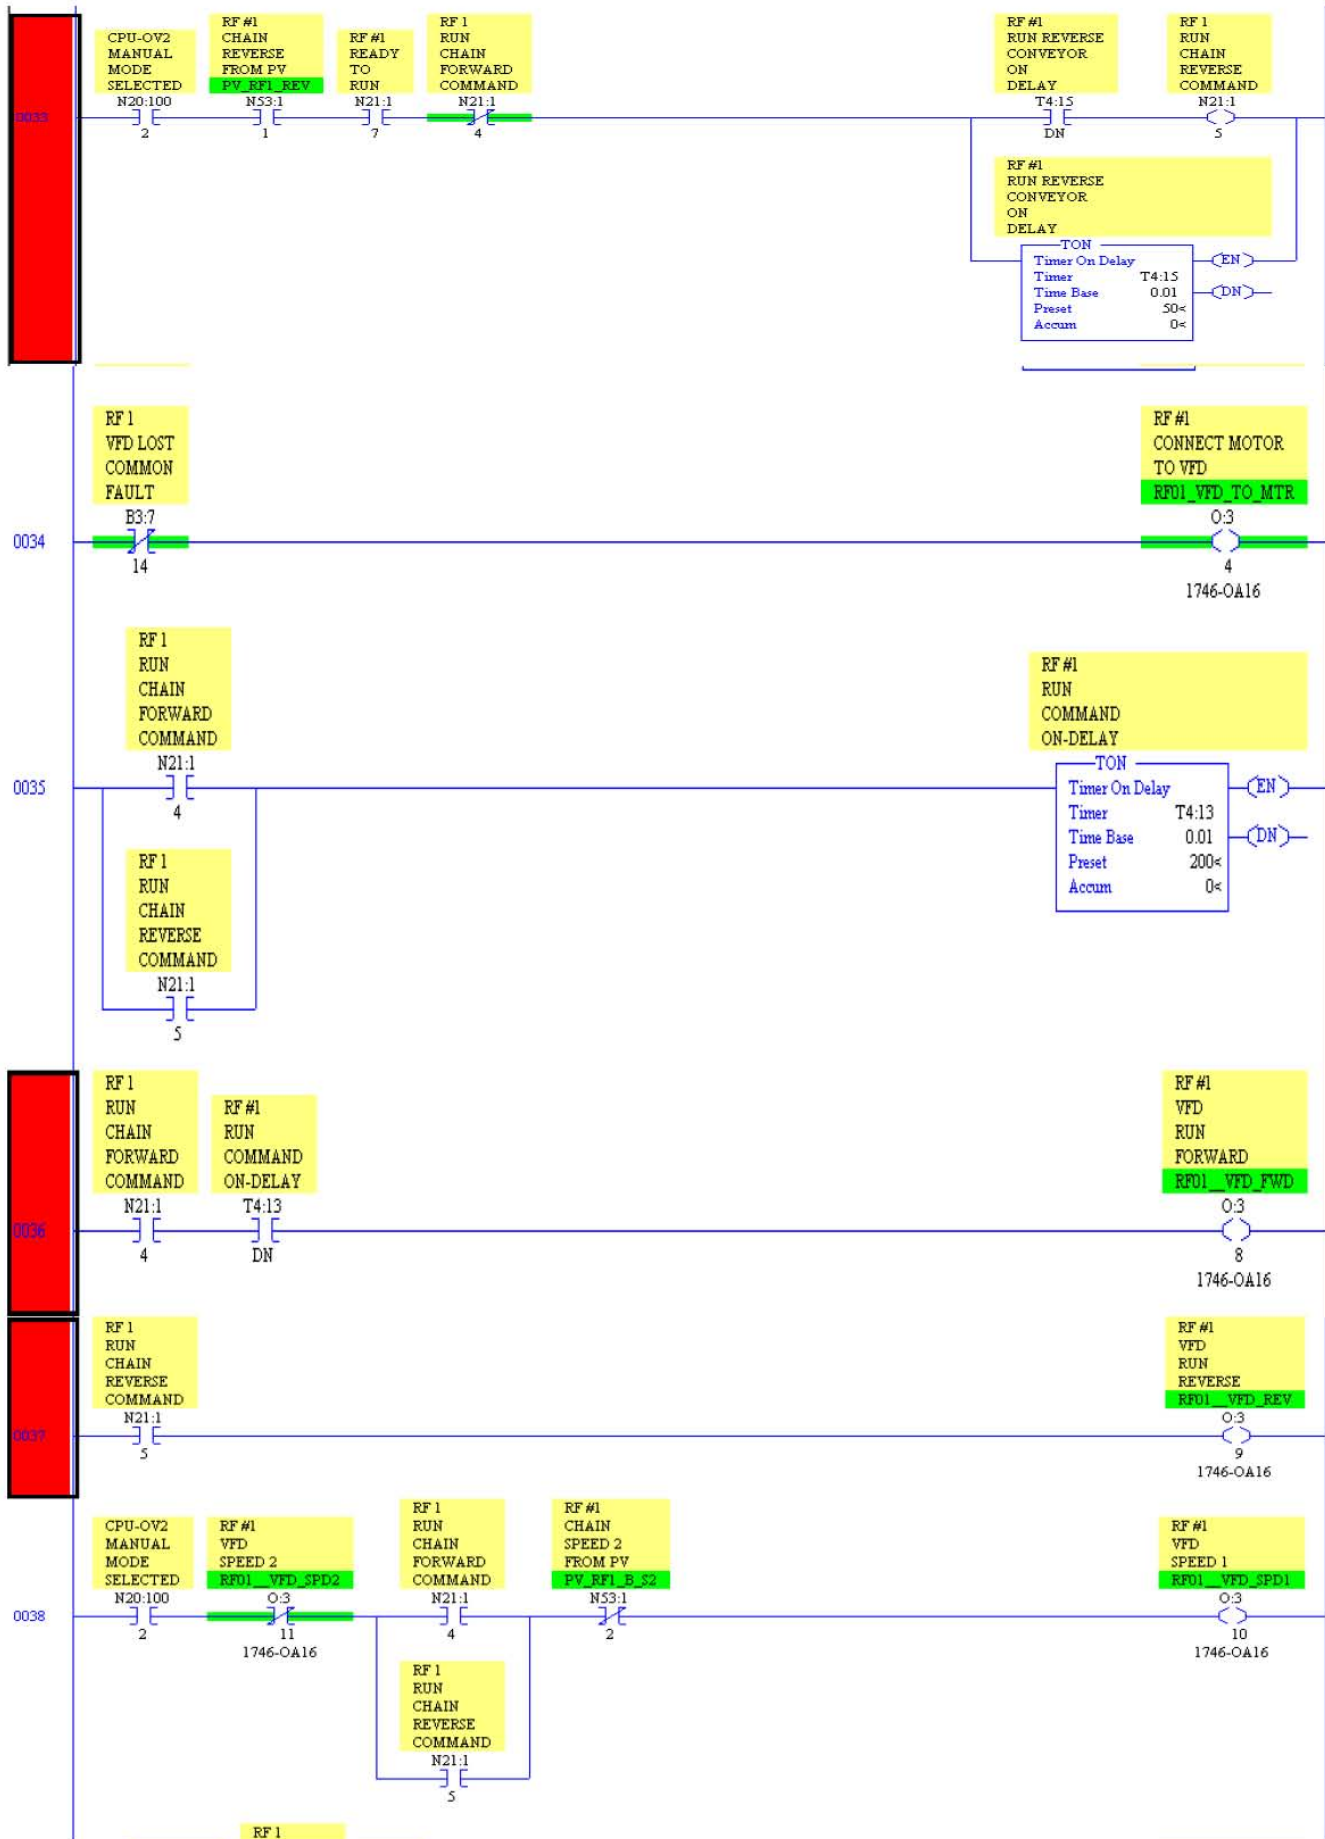 CPU-OV2
MANUAL
MODE
SELECTED
N20:100
2
RF #1
CHAIN
REVERSE
FROM PV
PV_RF1_REV
N53:1
1
RF #1
READY
TO
RUN
N21:1
7
RF 1
RUN
CHAIN
FORWARD
COMMAND
N21:1
4
RF #1
RUN REVERSE
CONVEYOR
ON
DELAY
T4:15
DN
RF 1
RUN
CHAIN
REVERSE
COMMAND
N21:1
5
0033
RF #1
RUN REVERSE
CONVEYOR
ON
DELAY
TON
Timer On Delay
Timer T4:15
Time Base 0.01
Preset 50<
Accum 0<
EN
DN
RF 1
VFD LOST
COMMON
FAULT
B3:7
14
RF #1
CONNECT MOTOR
TO VFD
RF01_VFD_TO_MTR
O:3
4
1746-OA16
0034
RF 1
RUN
CHAIN
FORWARD
COMMAND
N21:1
4
RF #1
RUN
COMMAND
ON-DELAY
TON
Timer On Delay
Timer T4:13
Time Base 0.01
Preset 200<
Accum 0<
EN
DN
0035
RF 1
RUN
CHAIN
REVERSE
COMMAND
N21:1
5
RF 1
RUN
CHAIN
FORWARD
COMMAND
N21:1
4
RF #1
RUN
COMMAND
ON-DELAY
T4:13
DN
RF #1
VFD
RUN
FORWARD
RF01__VFD_FWD
O:3
8
1746-OA16
0036
RF 1
RUN
CHAIN
REVERSE
COMMAND
N21:1
5
RF #1
VFD
RUN
REVERSE
RF01__VFD_REV
O:3
9
1746-OA16
0037
CPU-OV2
MANUAL
MODE
SELECTED
N20:100
2
RF #1
VFD
SPEED 2
RF01__VFD_SPD2
O:3
11
1746-OA16
RF 1
RUN
CHAIN
FORWARD
COMMAND
N21:1
4
RF #1
CHAIN
SPEED 2
FROM PV
PV_RF1_B_S2
N53:1
2
RF #1
VFD
SPEED 1
RF01__VFD_SPD1
O:3
10
1746-OA16
0038
RF 1
RUN
CHAIN
REVERSE
COMMAND
N21:1
5
RF 1